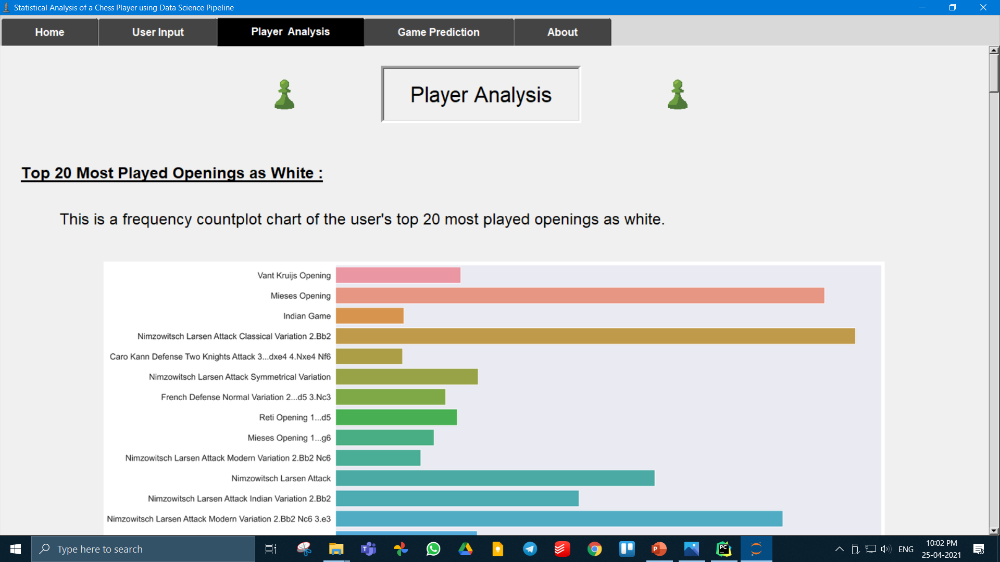 Statistical Analysis of a Chess Player using Data Science Pipeline
Home User Input Player Analysis Game Prediction About
Player Analysis
Top 20 Most Played Openings as White :
This is a frequency countplot chart of the user's top 20 most played openings as white.
Vant Kruijs Opening
Mieses Opening
Indian Game
Nimzowitsch Larsen Attack Classical Variation 2.Bb2
Caro Kann Defense Two Knights Attack 3...dxe4 4.Nxe4 Nf6
Nimzowitsch Larsen Attack Symmetrical Variation
French Defense Normal Variation 2...d5 3.Nc3
Reti Opening 1...d5
Mieses Opening 1...g6
Nimzowitsch Larsen Attack Modern Variation 2.Bb2 Nc6
Nimzowitsch Larsen Attack
Nimzowitsch Larsen Attack Indian Variation 2.Bb2
Nimzowitsch Larsen Attack Modern Variation 2.Bb2 Nc6 3.e3
Type here to search
ENG
10:02 PM
25-04-2021